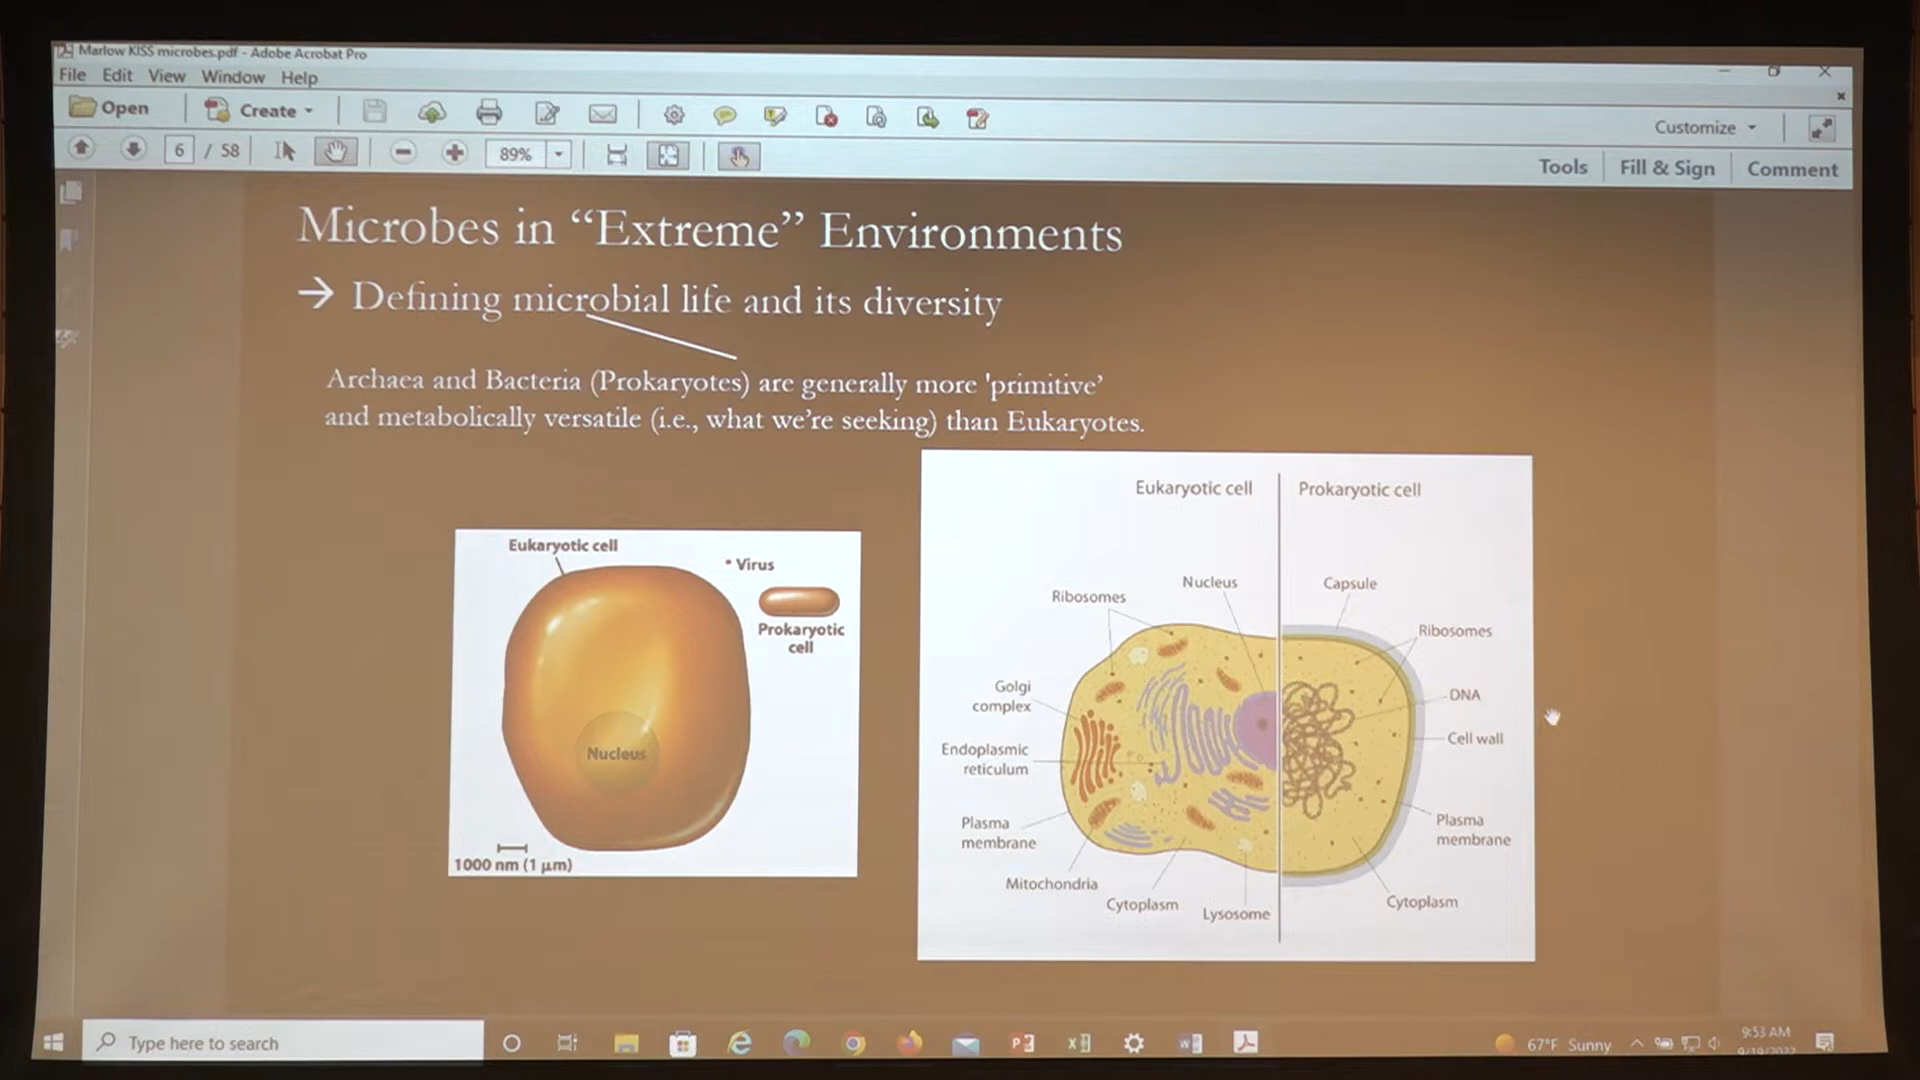 Marlow KISS microbes.pdf - Adobe Acrobat Pro
File Edit View Window Help
Open Create
Customize
6 / 58 89%
Tools Fill & Sign Comment
Microbes in “Extreme” Environments
→ Defining microbial life and its diversity
Archaea and Bacteria (Prokaryotes) are generally more 'primitive’
and metabolically versatile (i.e., what we’re seeking) than Eukaryotes.
Eukaryotic cell
Virus
Prokaryotic
cell
Nucleus
1000 nm (1 µm)
Eukaryotic cell
Prokaryotic cell
Nucleus
Ribosomes
Golgi
complex
Endoplasmic
reticulum
Plasma
membrane
Mitochondria
Cytoplasm
Lysosome
Capsule
Ribosomes
DNA
Cell wall
Plasma
membrane
Cytoplasm
Type here to search
67°F Sunny
9:53 AM